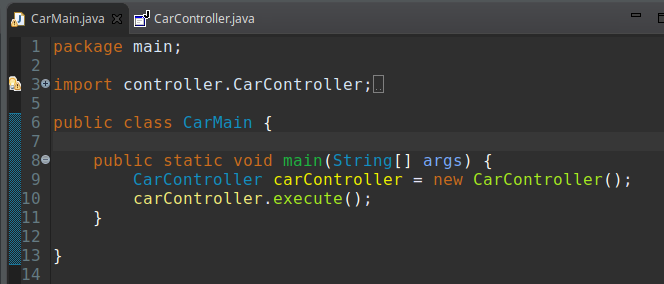 CarMain.java CarController.java
1 package main;
2
3 import controller.CarController;
5
6 public class CarMain {
7
8 public static void main(String[] args) {
9 CarController carController = new CarController();
10 carController.execute();
11 }
12
13 }
14